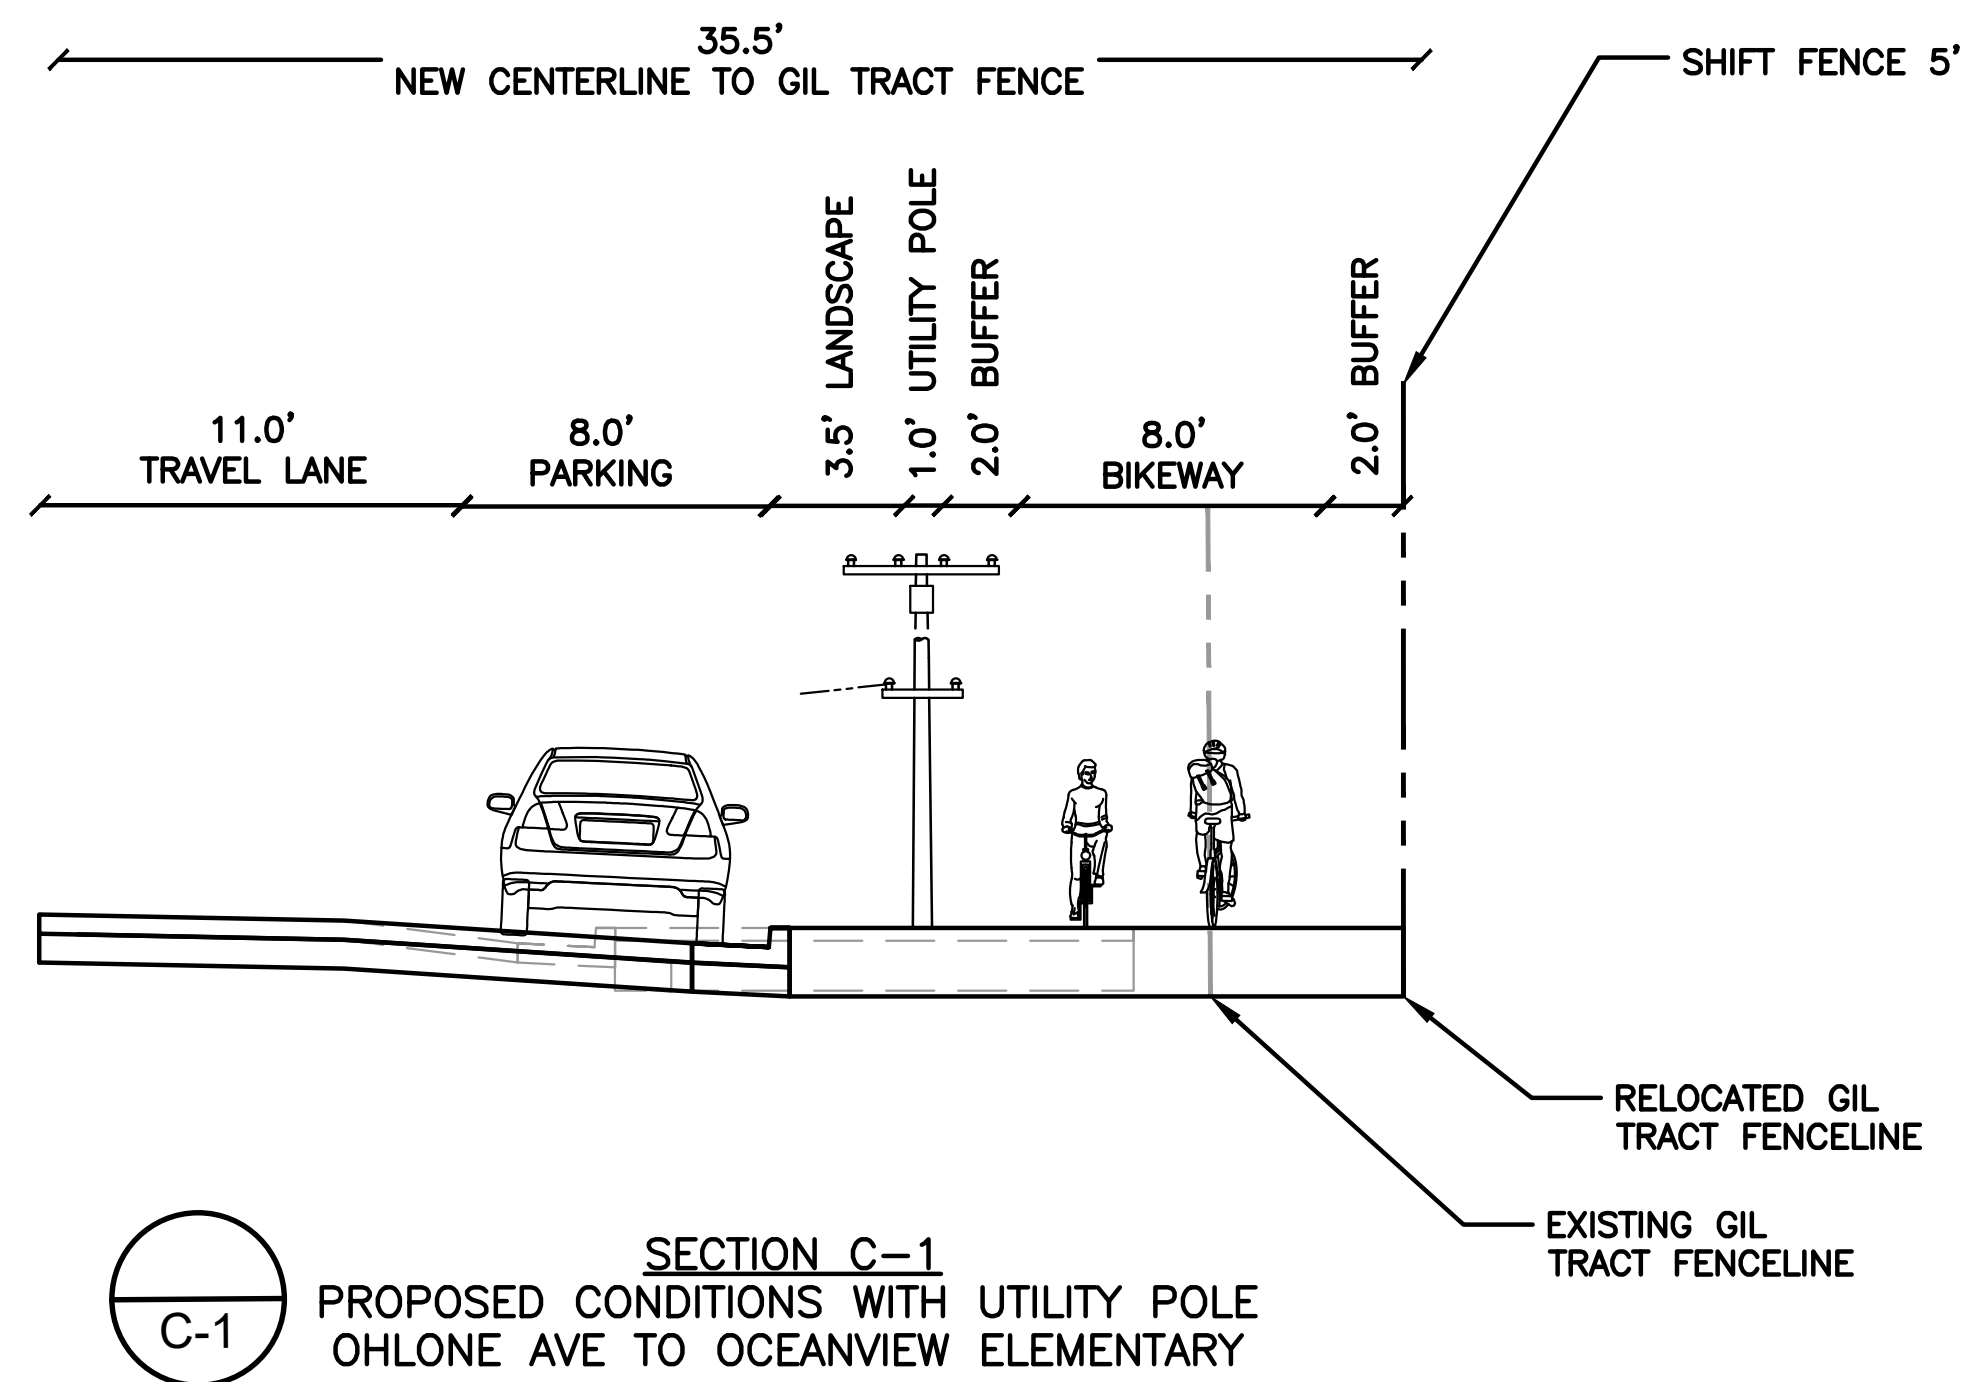 35.5'
NEW CENTERLINE TO GIL TRACT FENCE
SHIFT FENCE 5'
11.0'
TRAVEL LANE
8.0'
PARKING
3.5' LANDSCAPE
1.0' UTILITY POLE
2.0' BUFFER
8.0'
BIKEWAY
2.0' BUFFER
RELOCATED GIL
TRACT FENCELINE
EXISTING GIL
TRACT FENCELINE
C-1
SECTION C-1
PROPOSED CONDITIONS WITH UTILITY POLE
OHLONE AVE TO OCEANVIEW ELEMENTARY